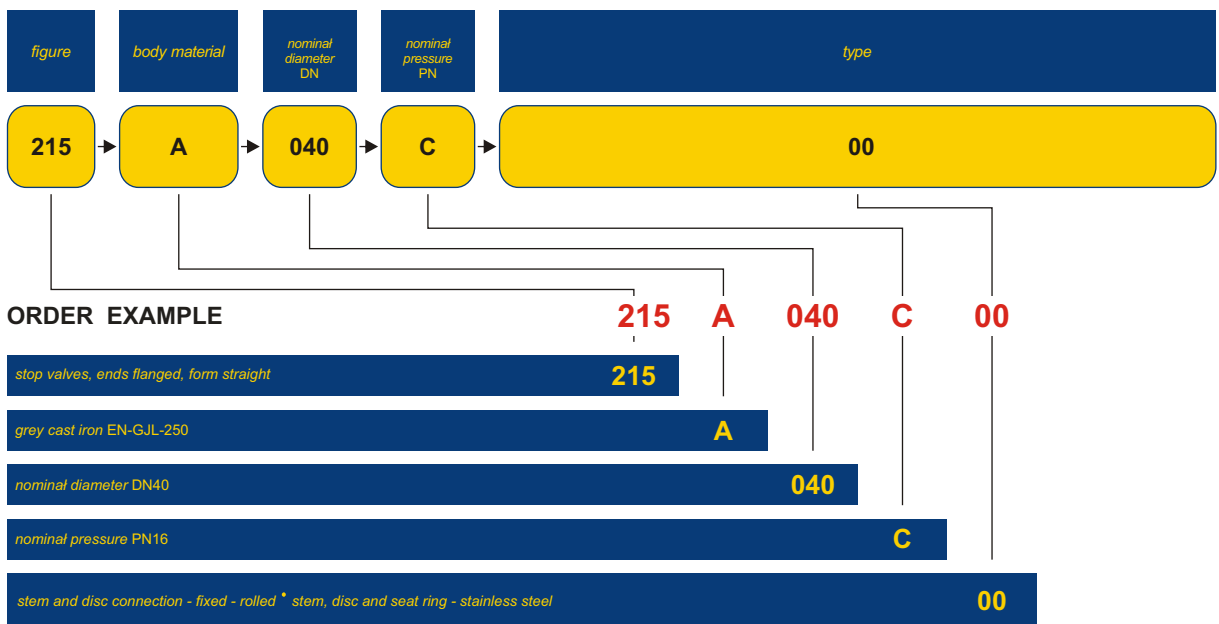 figure
body material
nominał
diameter
DN
nominał
pressure
PN
type
215
A
040
C
00
ORDER EXAMPLE
215 A 040 C 00
stop valves, ends flanged, form straight 215
grey cast iron EN-GJL-250 A
nominał diameter DN40 040
nominał pressure PN16 C
stem and disc connection - fixed - rolled • stem, disc and seat ring - stainless steel 00